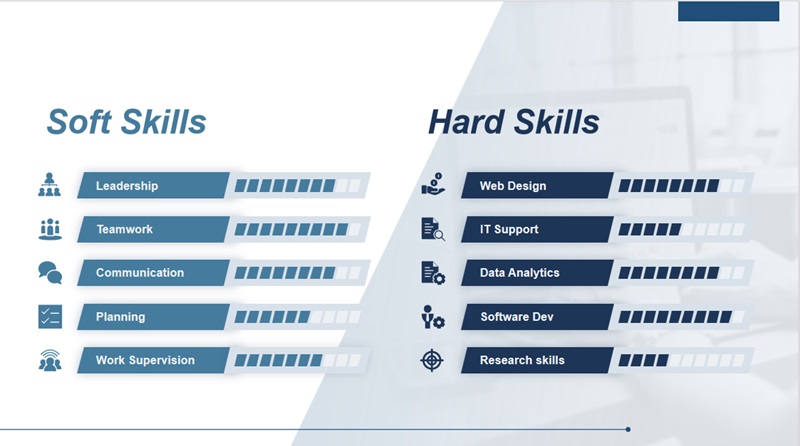 Soft Skills
Leadership
Teamwork
Communication
Planning
Work Supervision
Hard Skills
Web Design
IT Support
Data Analytics
Software Dev
Research skills